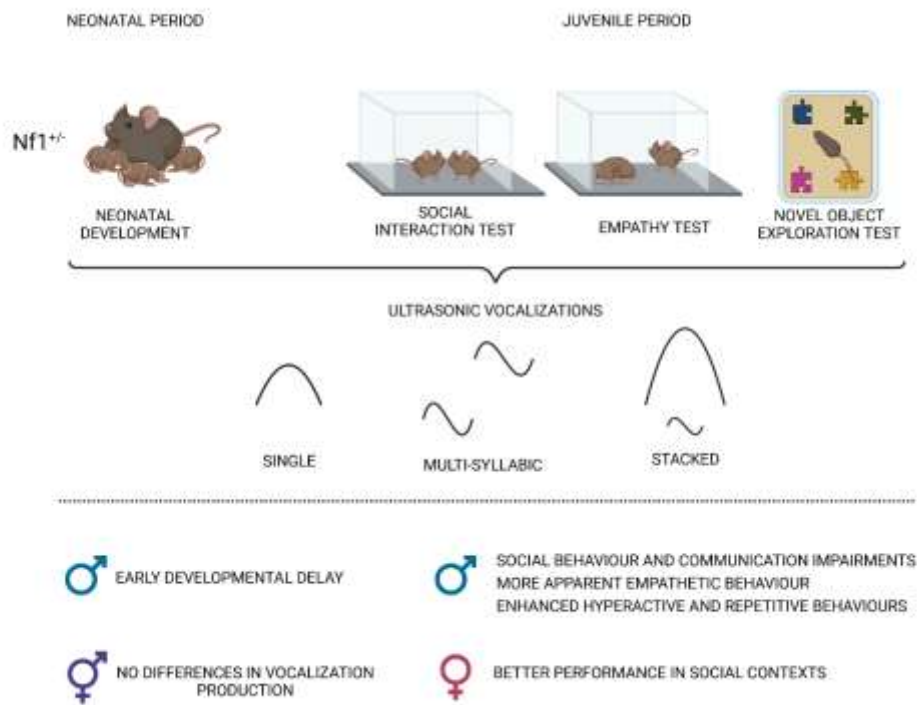 NEONATAL PERIOD
JUVENILE PERIOD
Nf1+/-
NEONATAL
DEVELOPMENT
SOCIAL
INTERACTION TEST
EMPATHY TEST
NOVEL OBJECT
EXPLORATION TEST
ULTRASONIC VOCALIZATIONS
SINGLE
MULTI-SYLLABIC
STACKED
EARLY DEVELOPMENTAL DELAY
SOCIAL BEHAVIOUR AND COMMUNICATION IMPAIRMENTS
MORE APPARENT EMPATHETIC BEHAVIOUR
ENHANCED HYPERACTIVE AND REPETITIVE BEHAVIOURS
NO DIFFERENCES IN VOCALIZATION
PRODUCTION
BETTER PERFORMANCE IN SOCIAL CONTEXTS